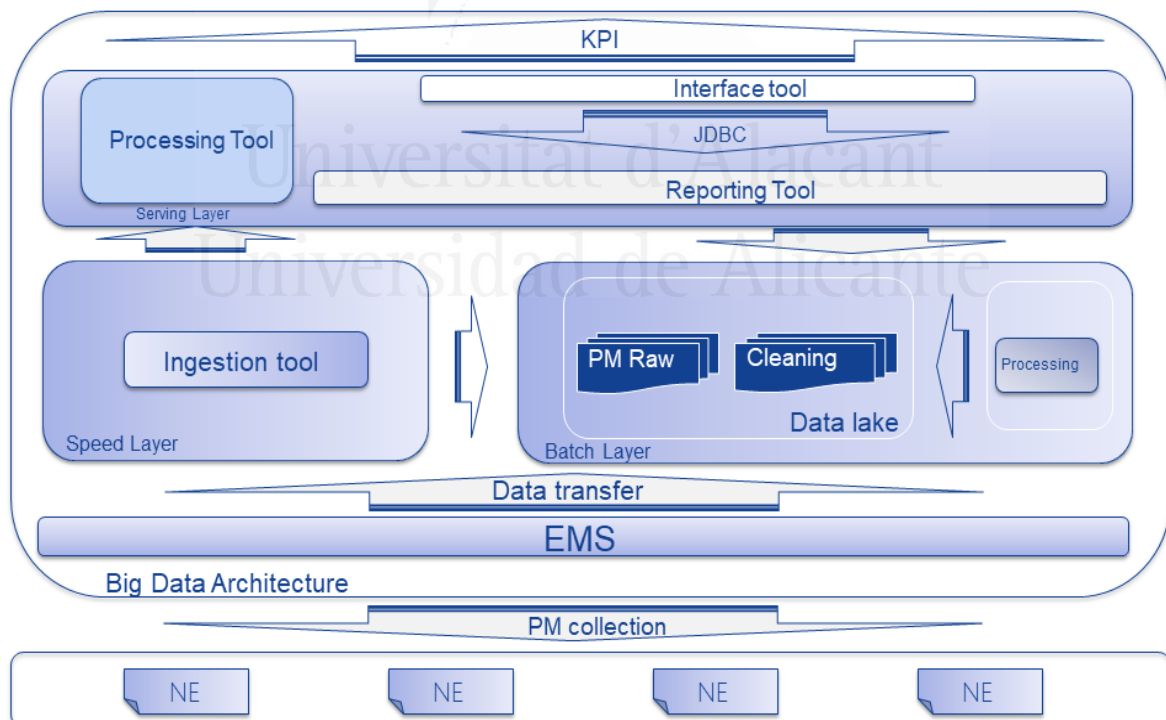 KPI
Interface tool
Processing Tool
JDBC
Universitat d'Alacant
Reporting Tool
Serving Layer
Universidad de Alicante
Ingestion tool
PM Raw
Cleaning
Processing
Data lake
Speed Layer
Batch Layer
Data transfer
EMS
Big Data Architecture
PM collection
NE
NE
NE
NE